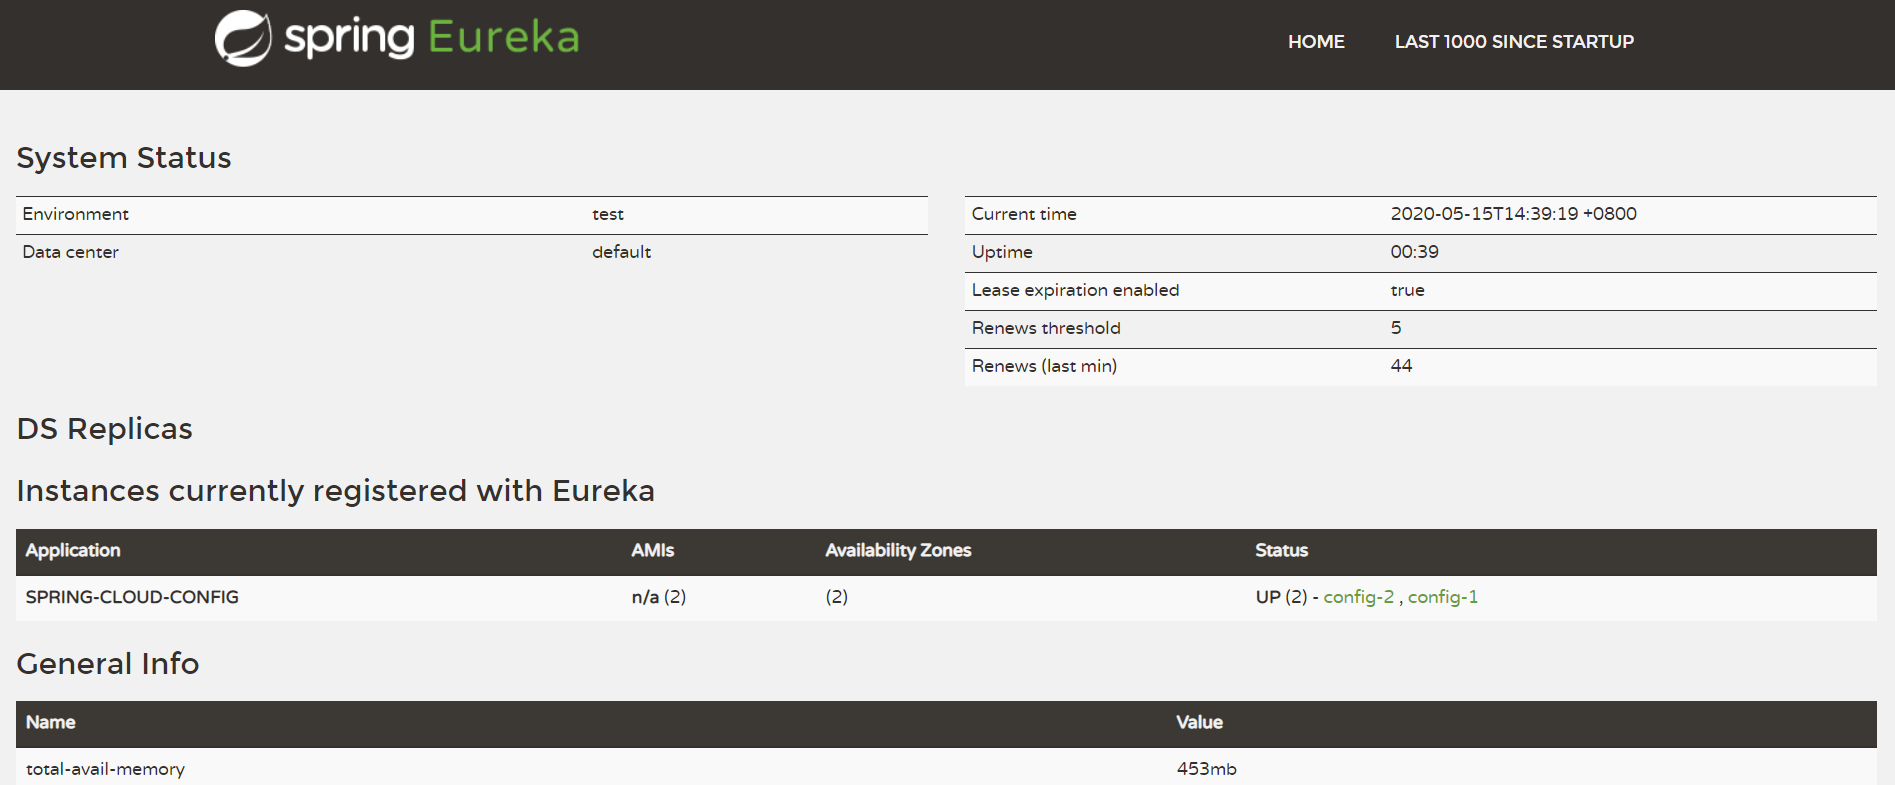 spring Eureka HOME LAST 1000 SINCE STARTUP
System Status
Environment test
Data center default
Current time 2020-05-15T14:39:19 +0800
Uptime 00:39
Lease expiration enabled true
Renews threshold 5
Renews (last min) 44
DS Replicas
Instances currently registered with Eureka
Application AMIs Availability Zones Status
SPRING-CLOUD-CONFIG n/a (2) (2) UP (2) - config-2 , config-1
General Info
Name Value
total-avail-memory 453mb